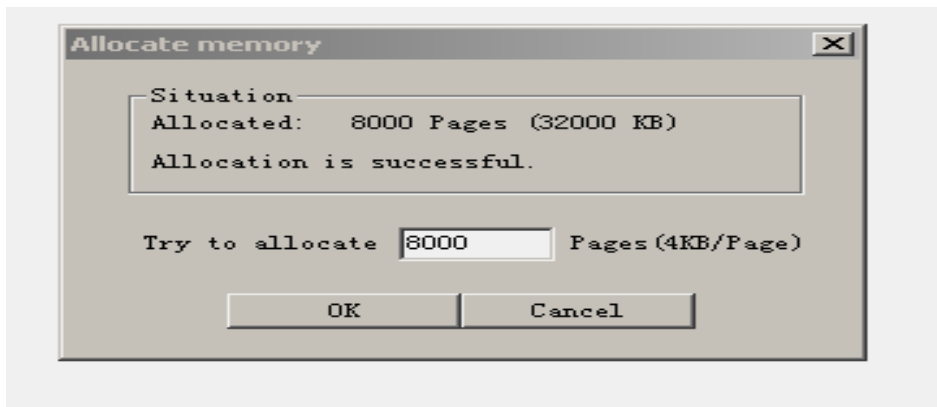 Allocate memory
Situation
Allocated: 8000 Pages (32000 KB)
Allocation is successful.
Try to allocate 8000 Pages(4KB/Page)
OK Cancel